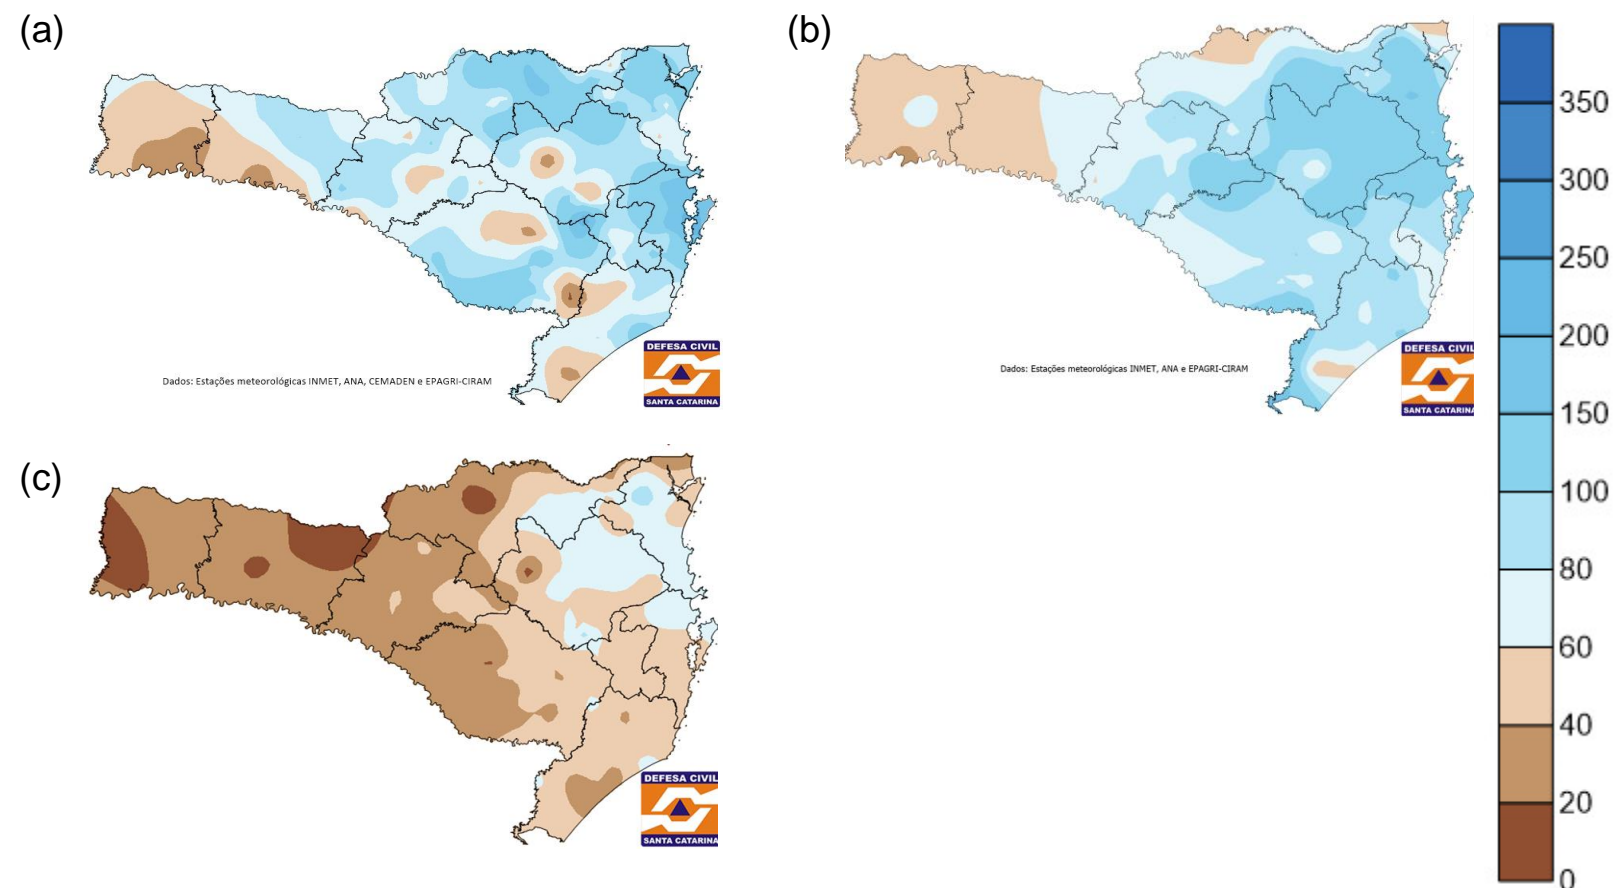 (a)
(b)
(c)
Dados: Estações meteorológicas INMET, ANA, CEMADEN e EPAGRI-CIRAM
DEFESA CIVIL
SANTA CATARINA
Dados: Estações meteorológicas INMET, ANA e EPAGRI-CIRAM
DEFESA CIVIL
SANTA CATARINA
DEFESA CIVIL
SANTA CATARINA
350
300
250
200
150
100
80
60
40
20
0